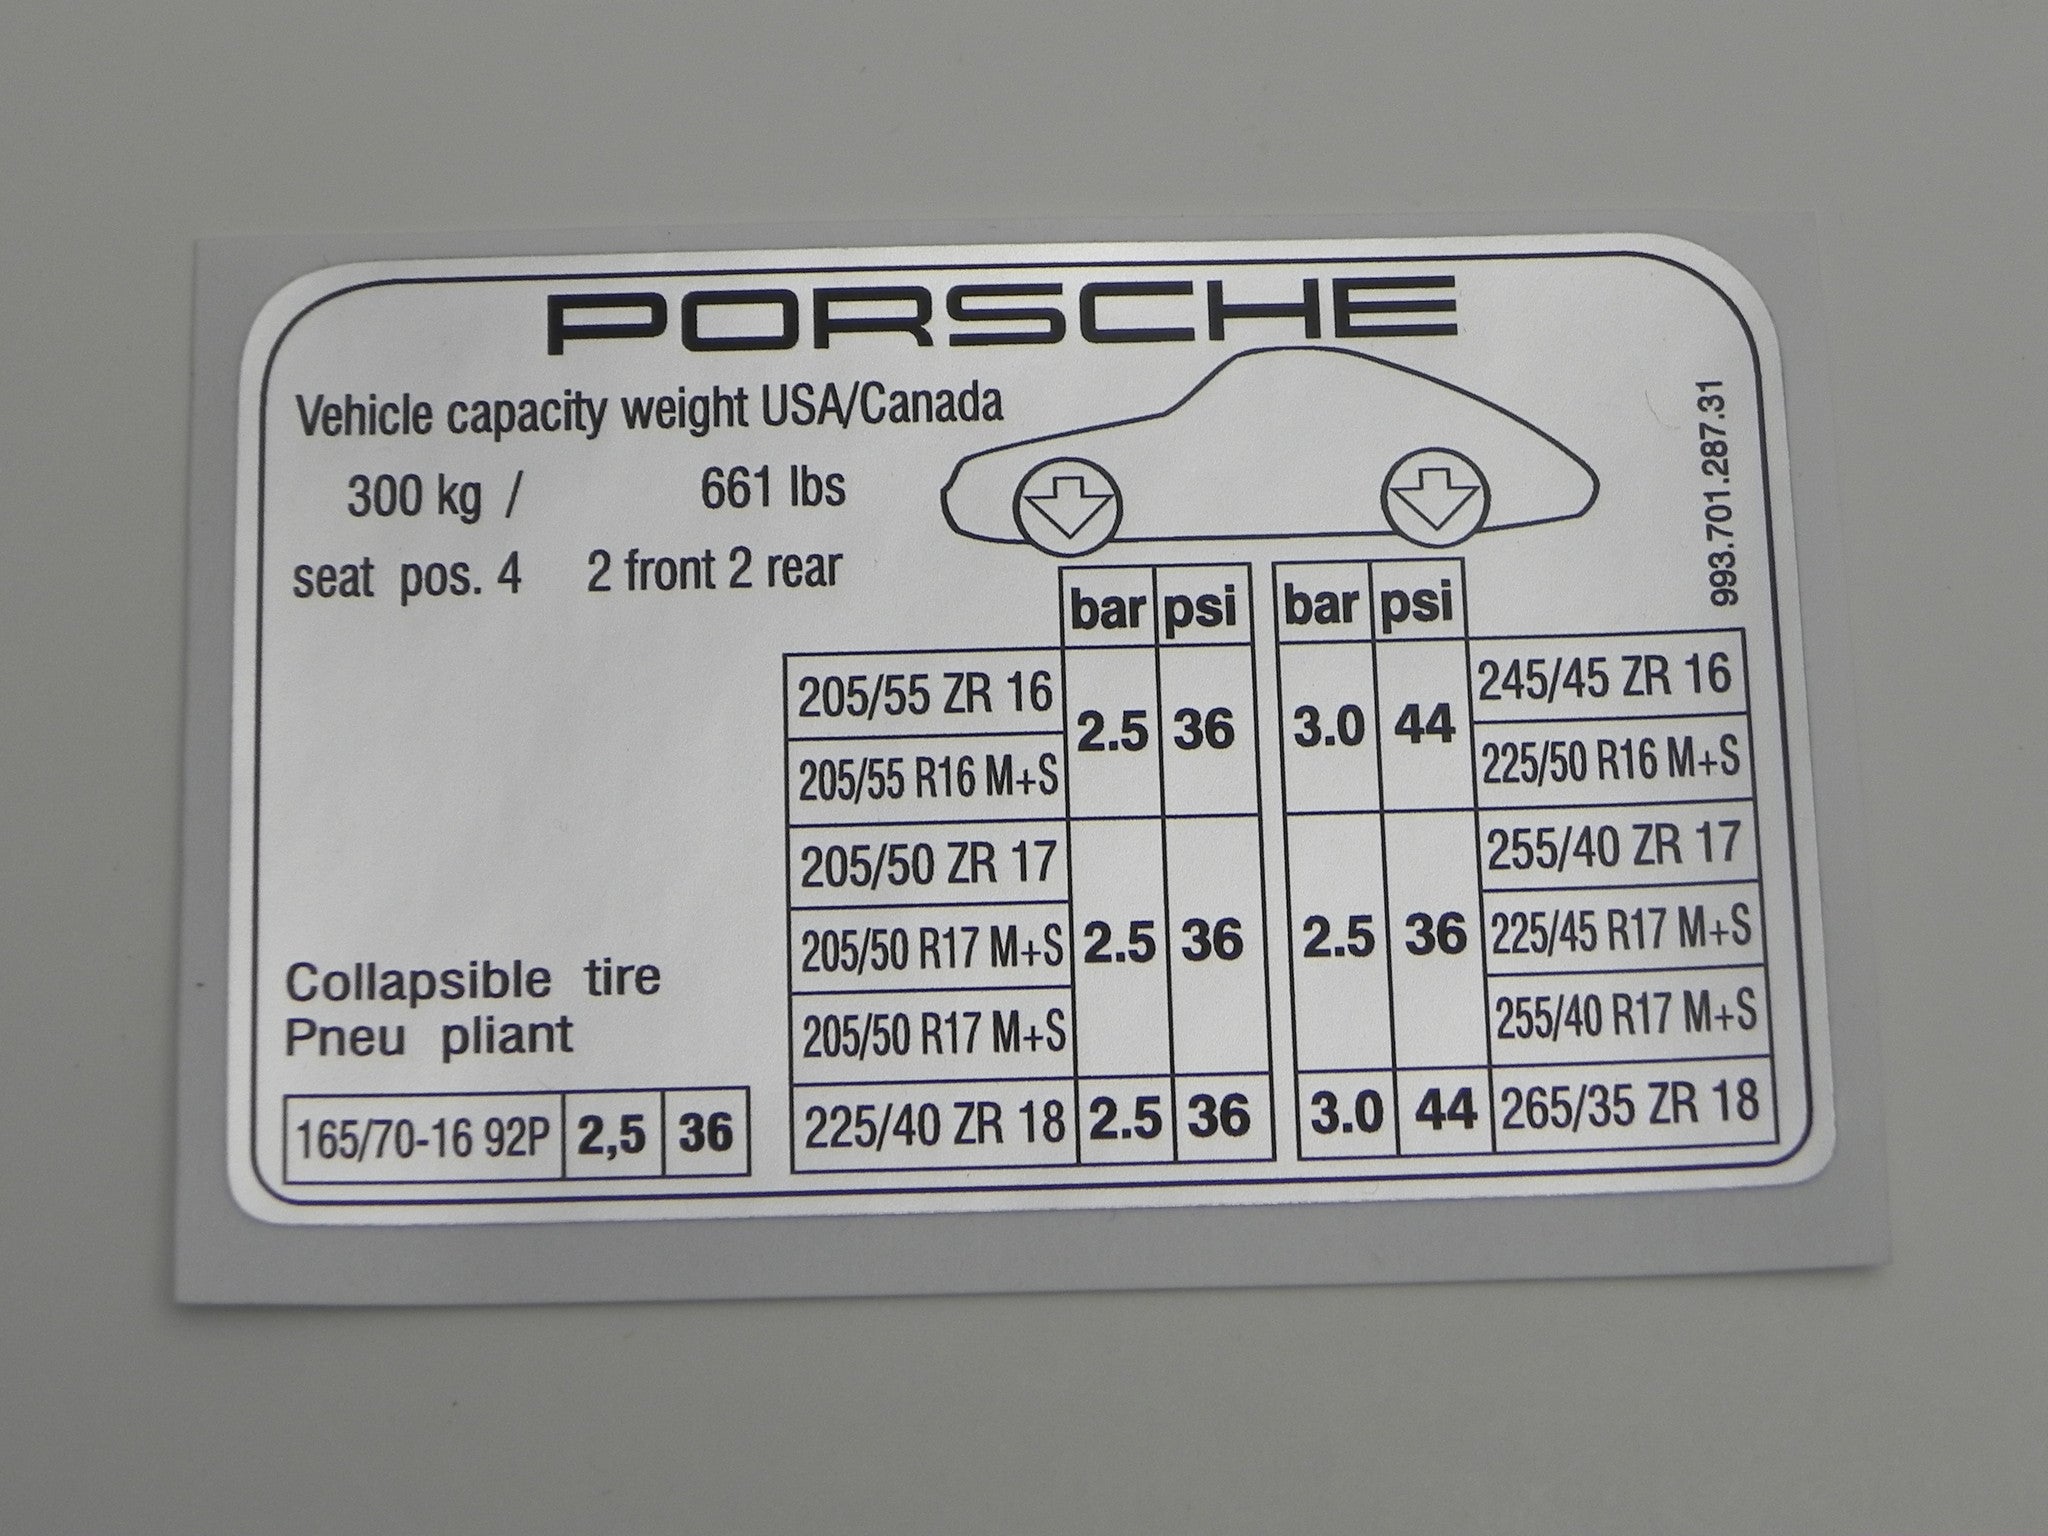 PORSCHE
Vehicle capacity weight USA/Canada
300 kg / 661 lbs
seat pos. 4 2 front 2 rear
993.701.287.31
bar psi bar psi
205/55 ZR 16 2.5 36 3.0 44 245/45 ZR 16
205/55 R16 M+S 225/50 R16 M+S
205/50 ZR 17 255/40 ZR 17
205/50 R17 M+S 2.5 36 2.5 36 225/45 R17 M+S
205/50 R17 M+S 255/40 R17 M+S
225/40 ZR 18 2.5 36 3.0 44 265/35 ZR 18
Collapsible tire
Pneu pliant
165/70-16 92P 2,5 36